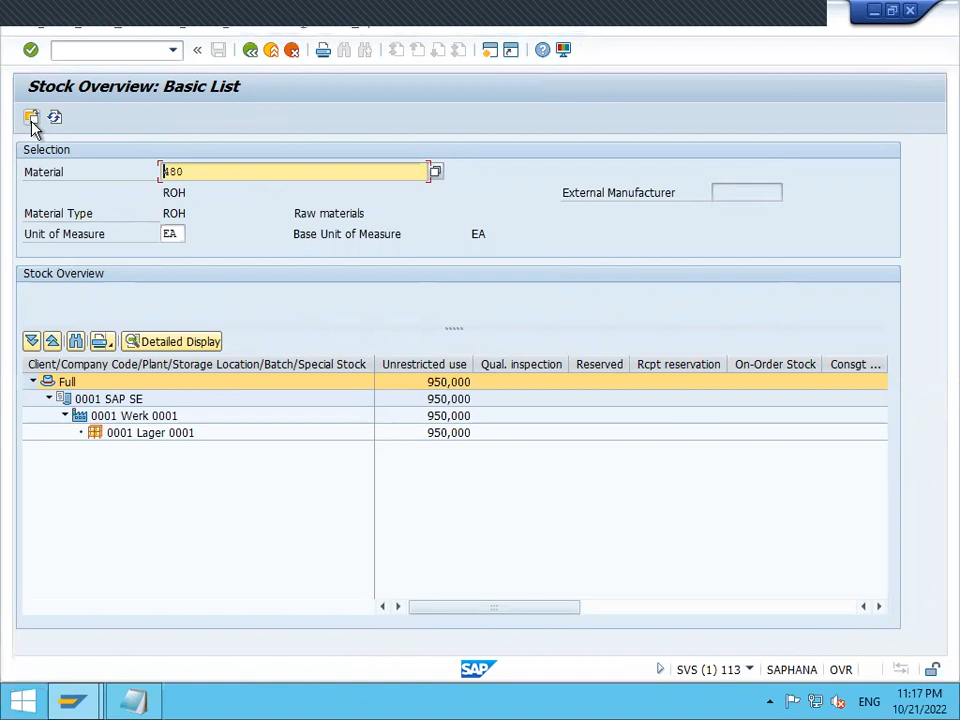 Stock Overview: Basic List
Selection
Material 480
ROH External Manufacturer
Material Type ROH Raw materials
Unit of Measure EA Base Unit of Measure EA
Stock Overview
Detailed Display
Client/Company Code/Plant/Storage Location/Batch/Special Stock Unrestricted use Qual. inspection Reserved Rcpt reservation On-Order Stock Consgt ...
Full 950,000
0001 SAP SE 950,000
0001 Werk 0001 950,000
0001 Lager 0001 950,000
SAP SVS (1) 113 SAPHANA OVR
ENG 11:17 PM
10/21/2022